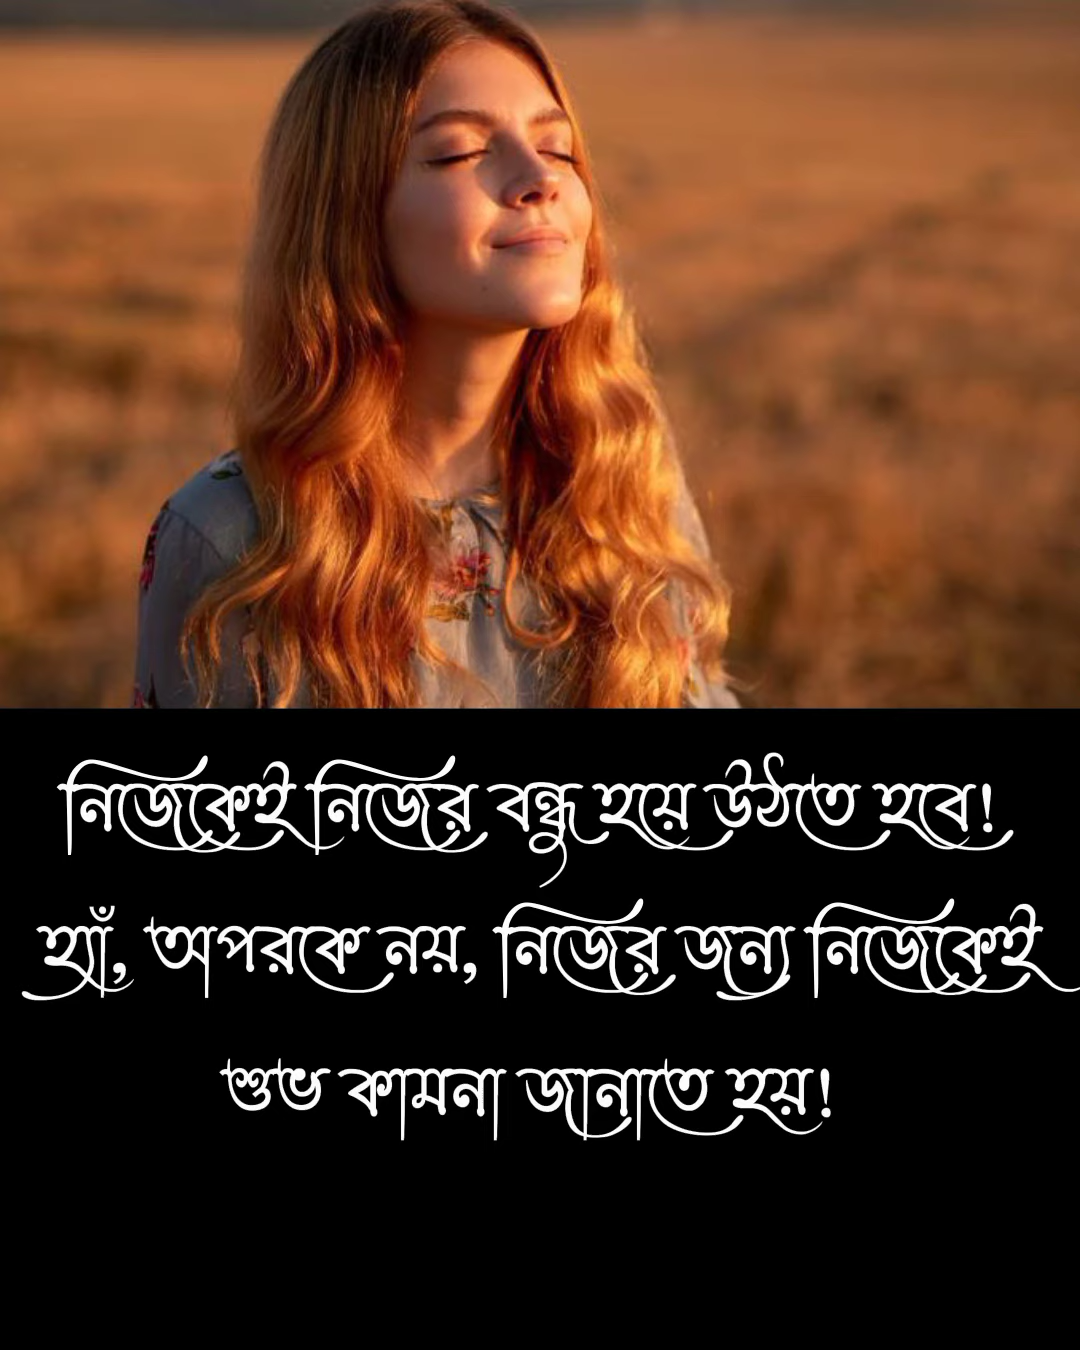 নিজেকেই নিজের বন্ধু হয়ে উঠতে হবে!
হ্যাঁ, অপরকে নয়, নিজের জন্য নিজেকেই
শুভ কামনা জানাতে হয়!